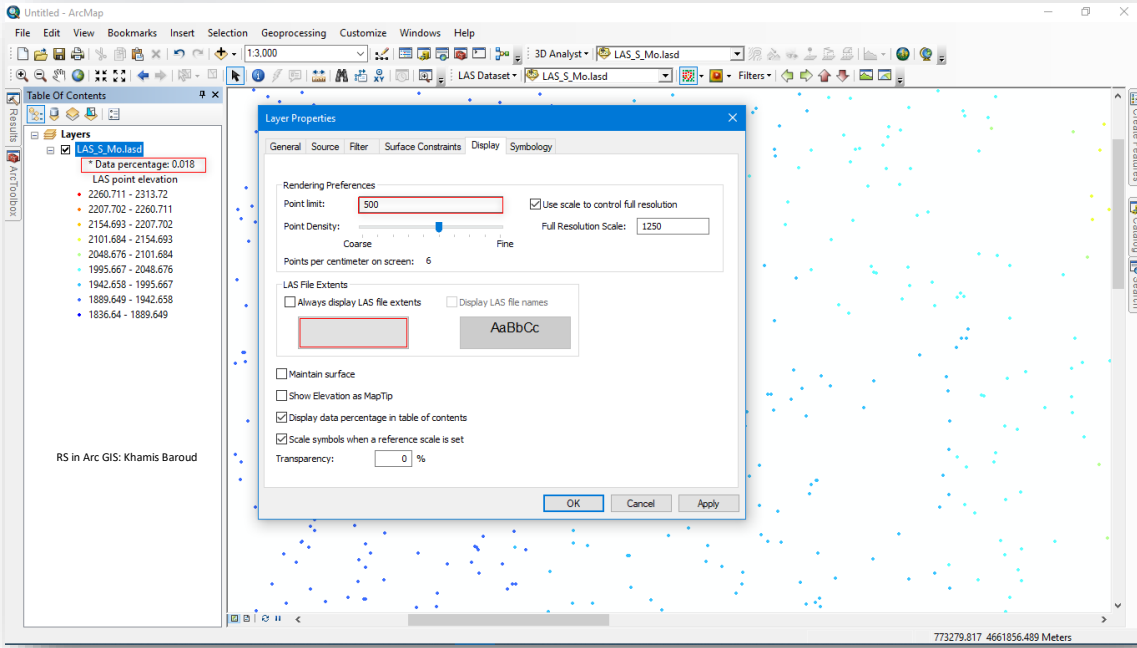 Untitled - ArcMap
File Edit View Bookmarks Insert Selection Geoprocessing Customize Windows Help
1:3.000 3D Analyst LAS_S_Mo.lasd
LAS Dataset LAS_S_Mo.lasd Filters
Table Of Contents
Results
ArcToolbox
Layers
LAS_S_Mo.lasd
* Data percentage: 0.018
LAS point elevation
2260.711 - 2313.72
2207.702 - 2260.711
2154.693 - 2207.702
2101.684 - 2154.693
2048.676 - 2101.684
1995.667 - 2048.676
1942.658 - 1995.667
1889.649 - 1942.658
1836.64 - 1889.649
RS in Arc GIS: Khamis Baroud
Layer Properties
General Source Filter Surface Constraints Display Symbology
Rendering Preferences
Point limit: 500 Use scale to control full resolution
Point Density: Full Resolution Scale: 1250
Coarse Fine
Points per centimeter on screen: 6
LAS File Extents
Always display LAS file extents Display LAS file names
AaBbCc
Maintain surface
Show Elevation as MapTip
Display data percentage in table of contents
Scale symbols when a reference scale is set
Transparency: 0 %
OK Cancel Apply
Create Features
Catalog
Search
773279.817 4661856.489 Meters